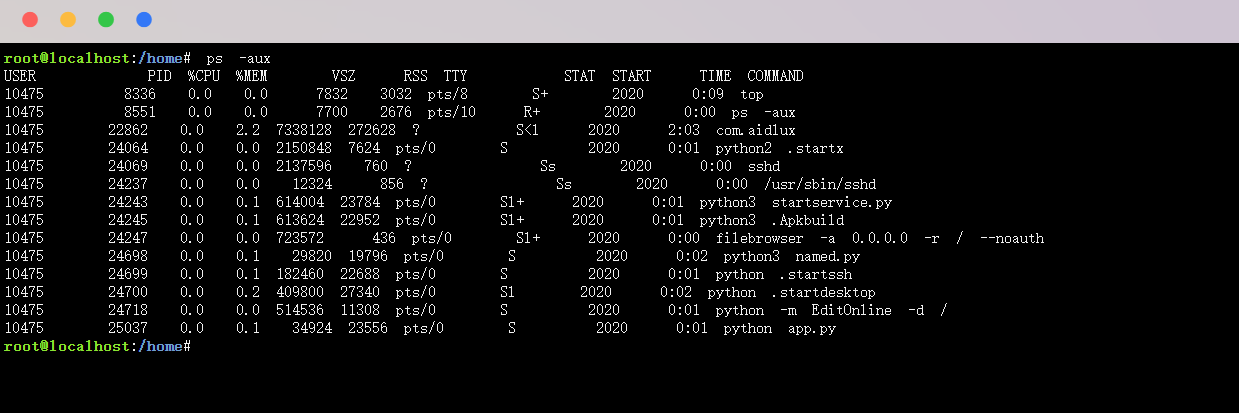 root@localhost:/home# ps -aux
USER PID %CPU %MEM VSZ RSS TTY STAT START TIME COMMAND
10475 8336 0.0 0.0 7832 3032 pts/8 S+ 2020 0:09 top
10475 8551 0.0 0.0 7700 2676 pts/10 R+ 2020 0:00 ps -aux
10475 22862 0.0 2.2 7338128 272628 ? S<l 2020 2:03 com.aidlux
10475 24064 0.0 0.0 2150848 7624 pts/0 S 2020 0:01 python2 .startx
10475 24069 0.0 0.0 2137596 760 ? Ss 2020 0:00 sshd
10475 24237 0.0 0.0 12324 856 ? Ss 2020 0:00 /usr/sbin/sshd
10475 24243 0.0 0.1 614004 23784 pts/0 Sl+ 2020 0:01 python3 startservice.py
10475 24245 0.0 0.1 613624 22952 pts/0 Sl+ 2020 0:01 python3 .Apkbuild
10475 24247 0.0 0.0 723572 436 pts/0 Sl+ 2020 0:00 filebrowser -a 0.0.0.0 -r / --noauth
10475 24698 0.0 0.1 29820 19796 pts/0 S 2020 0:02 python3 named.py
10475 24699 0.0 0.1 182460 22688 pts/0 S 2020 0:01 python .startssh
10475 24700 0.0 0.2 409800 27340 pts/0 Sl 2020 0:02 python .startdesktop
10475 24718 0.0 0.0 514536 11308 pts/0 S 2020 0:01 python -m EditOnline -d /
10475 25037 0.0 0.1 34924 23556 pts/0 S 2020 0:01 python app.py
root@localhost:/home#